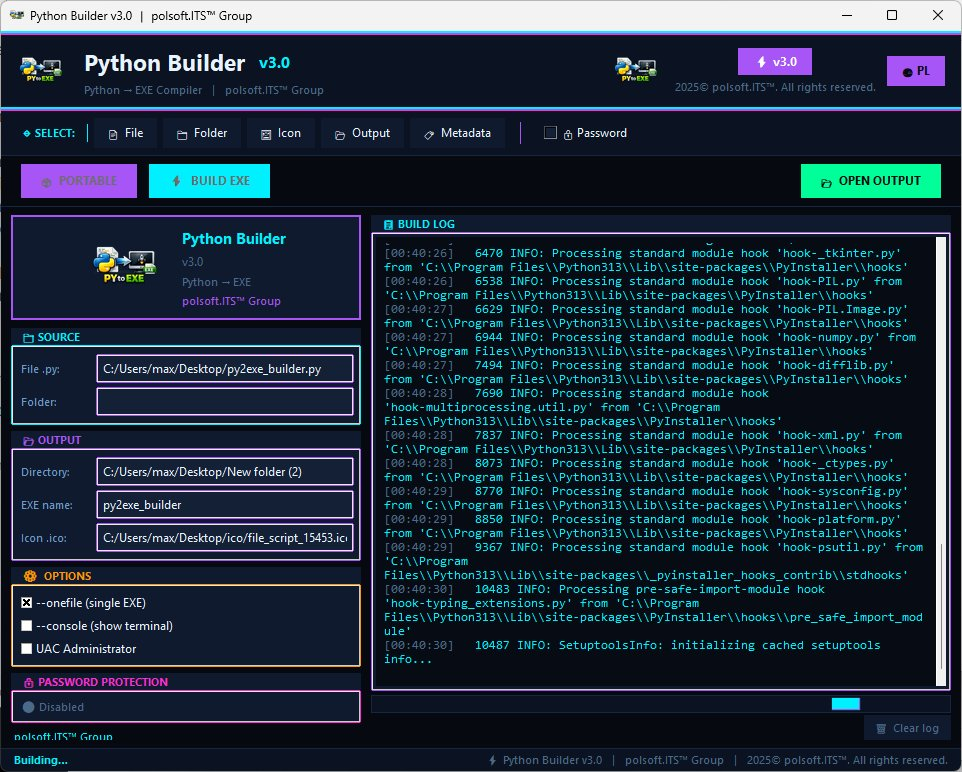 Python Builder v3.0 | polsoft.ITS™ Group
PY to EXE
Python Builder v3.0
Python → EXE Compiler | polsoft.ITS™ Group
PY to EXE
v3.0
2025© polsoft.ITS™. All rights reserved.
PL
SELECT:
File
Folder
Icon
Output
Metadata
Password
PORTABLE
BUILD EXE
OPEN OUTPUT
PY to EXE
Python Builder
v3.0
Python → EXE
polsoft.ITS™ Group
SOURCE
File .py: C:/Users/max/Desktop/py2exe_builder.py
Folder:
OUTPUT
Directory: C:/Users/max/Desktop/New folder (2)
EXE name: py2exe_builder
Icon .ico: C:/Users/max/Desktop/ico/file_script_15453.ic
OPTIONS
--onefile (single EXE)
--console (show terminal)
UAC Administrator
PASSWORD PROTECTION
Disabled
polsoft.ITS™ Group
BUILD LOG
[00:40:26] 6470 INFO: Processing standard module hook 'hook-_tkinter.py'
from 'C:\\Program Files\\Python313\\Lib\\site-packages\\PyInstaller\\hooks'
[00:40:26] 6538 INFO: Processing standard module hook 'hook-PIL.py' from
'C:\\Program Files\\Python313\\Lib\\site-packages\\PyInstaller\\hooks'
[00:40:27] 6629 INFO: Processing standard module hook 'hook-PIL.Image.py'
from 'C:\\Program Files\\Python313\\Lib\\site-packages\\PyInstaller\\hooks'
[00:40:27] 6944 INFO: Processing standard module hook 'hook-numpy.py' from
'C:\\Program Files\\Python313\\Lib\\site-packages\\PyInstaller\\hooks'
[00:40:27] 7494 INFO: Processing standard module hook 'hook-difflib.py'
from 'C:\\Program Files\\Python313\\Lib\\site-packages\\PyInstaller\\hooks'
[00:40:28] 7690 INFO: Processing standard module hook
'hook-multiprocessing.util.py' from 'C:\\Program
Files\\Python313\\Lib\\site-packages\\PyInstaller\\hooks'
[00:40:28] 7837 INFO: Processing standard module hook 'hook-xml.py' from
'C:\\Program Files\\Python313\\Lib\\site-packages\\PyInstaller\\hooks'
[00:40:28] 8073 INFO: Processing standard module hook 'hook-_ctypes.py'
from 'C:\\Program Files\\Python313\\Lib\\site-packages\\PyInstaller\\hooks'
[00:40:29] 8770 INFO: Processing standard module hook 'hook-sysconfig.py'
from 'C:\\Program Files\\Python313\\Lib\\site-packages\\PyInstaller\\hooks'
[00:40:29] 8850 INFO: Processing standard module hook 'hook-platform.py'
from 'C:\\Program Files\\Python313\\Lib\\site-packages\\PyInstaller\\hooks'
[00:40:29] 9367 INFO: Processing standard module hook 'hook-psutil.py' from
'C:\\Program
Files\\Python313\\Lib\\site-packages\\_pyinstaller_hooks_contrib\\stdhooks'
[00:40:30] 10483 INFO: Processing pre-safe-import-module hook
'hook-typing_extensions.py' from 'C:\\Program
Files\\Python313\\Lib\\site-packages\\PyInstaller\\hooks\\pre_safe_import_mod
ule'
[00:40:30] 10487 INFO: SetuptoolsInfo: initializing cached setuptools
info...
Clear log
Building...
Python Builder v3.0 | polsoft.ITS™ Group | 2025© polsoft.ITS™. All rights reserved.